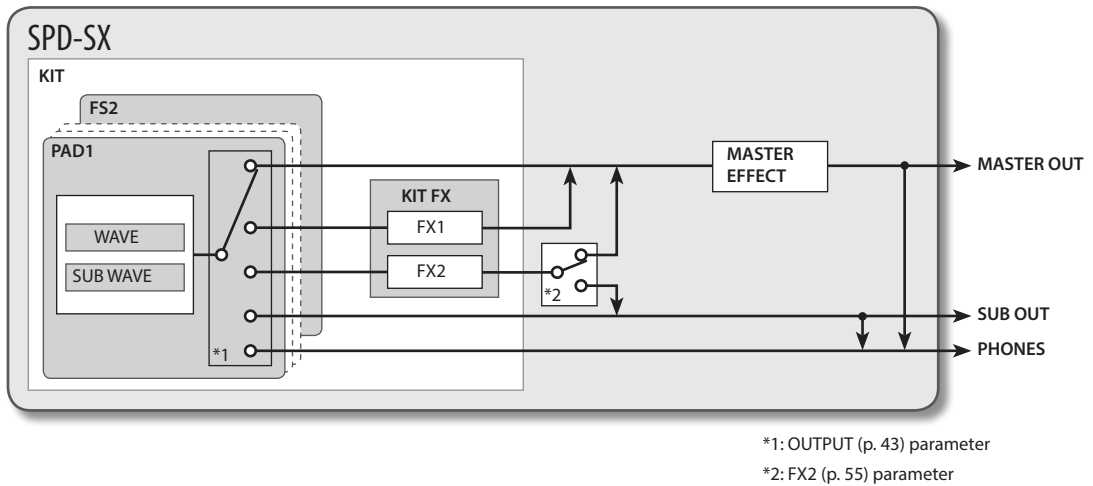 SPD-SX
KIT
FS2
PAD1
WAVE
SUB WAVE
*1
KIT FX
FX1
FX2
*2
MASTER
EFFECT
MASTER OUT
SUB OUT
PHONES
*1: OUTPUT (p. 43) parameter
*2: FX2 (p. 55) parameter